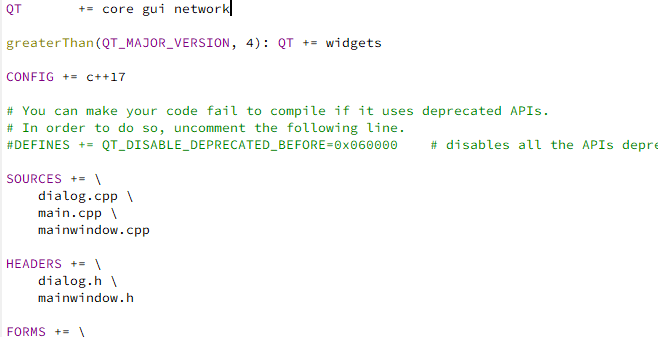 QT       += core gui network
greaterThan(QT_MAJOR_VERSION, 4): QT += widgets
CONFIG += c++17
# You can make your code fail to compile if it uses deprecated APIs.
# In order to do so, uncomment the following line.
#DEFINES += QT_DISABLE_DEPRECATED_BEFORE=0x060000    # disables all the APIs depre
SOURCES += \
    dialog.cpp \
    main.cpp \
    mainwindow.cpp
HEADERS += \
    dialog.h \
    mainwindow.h
FORMS += \